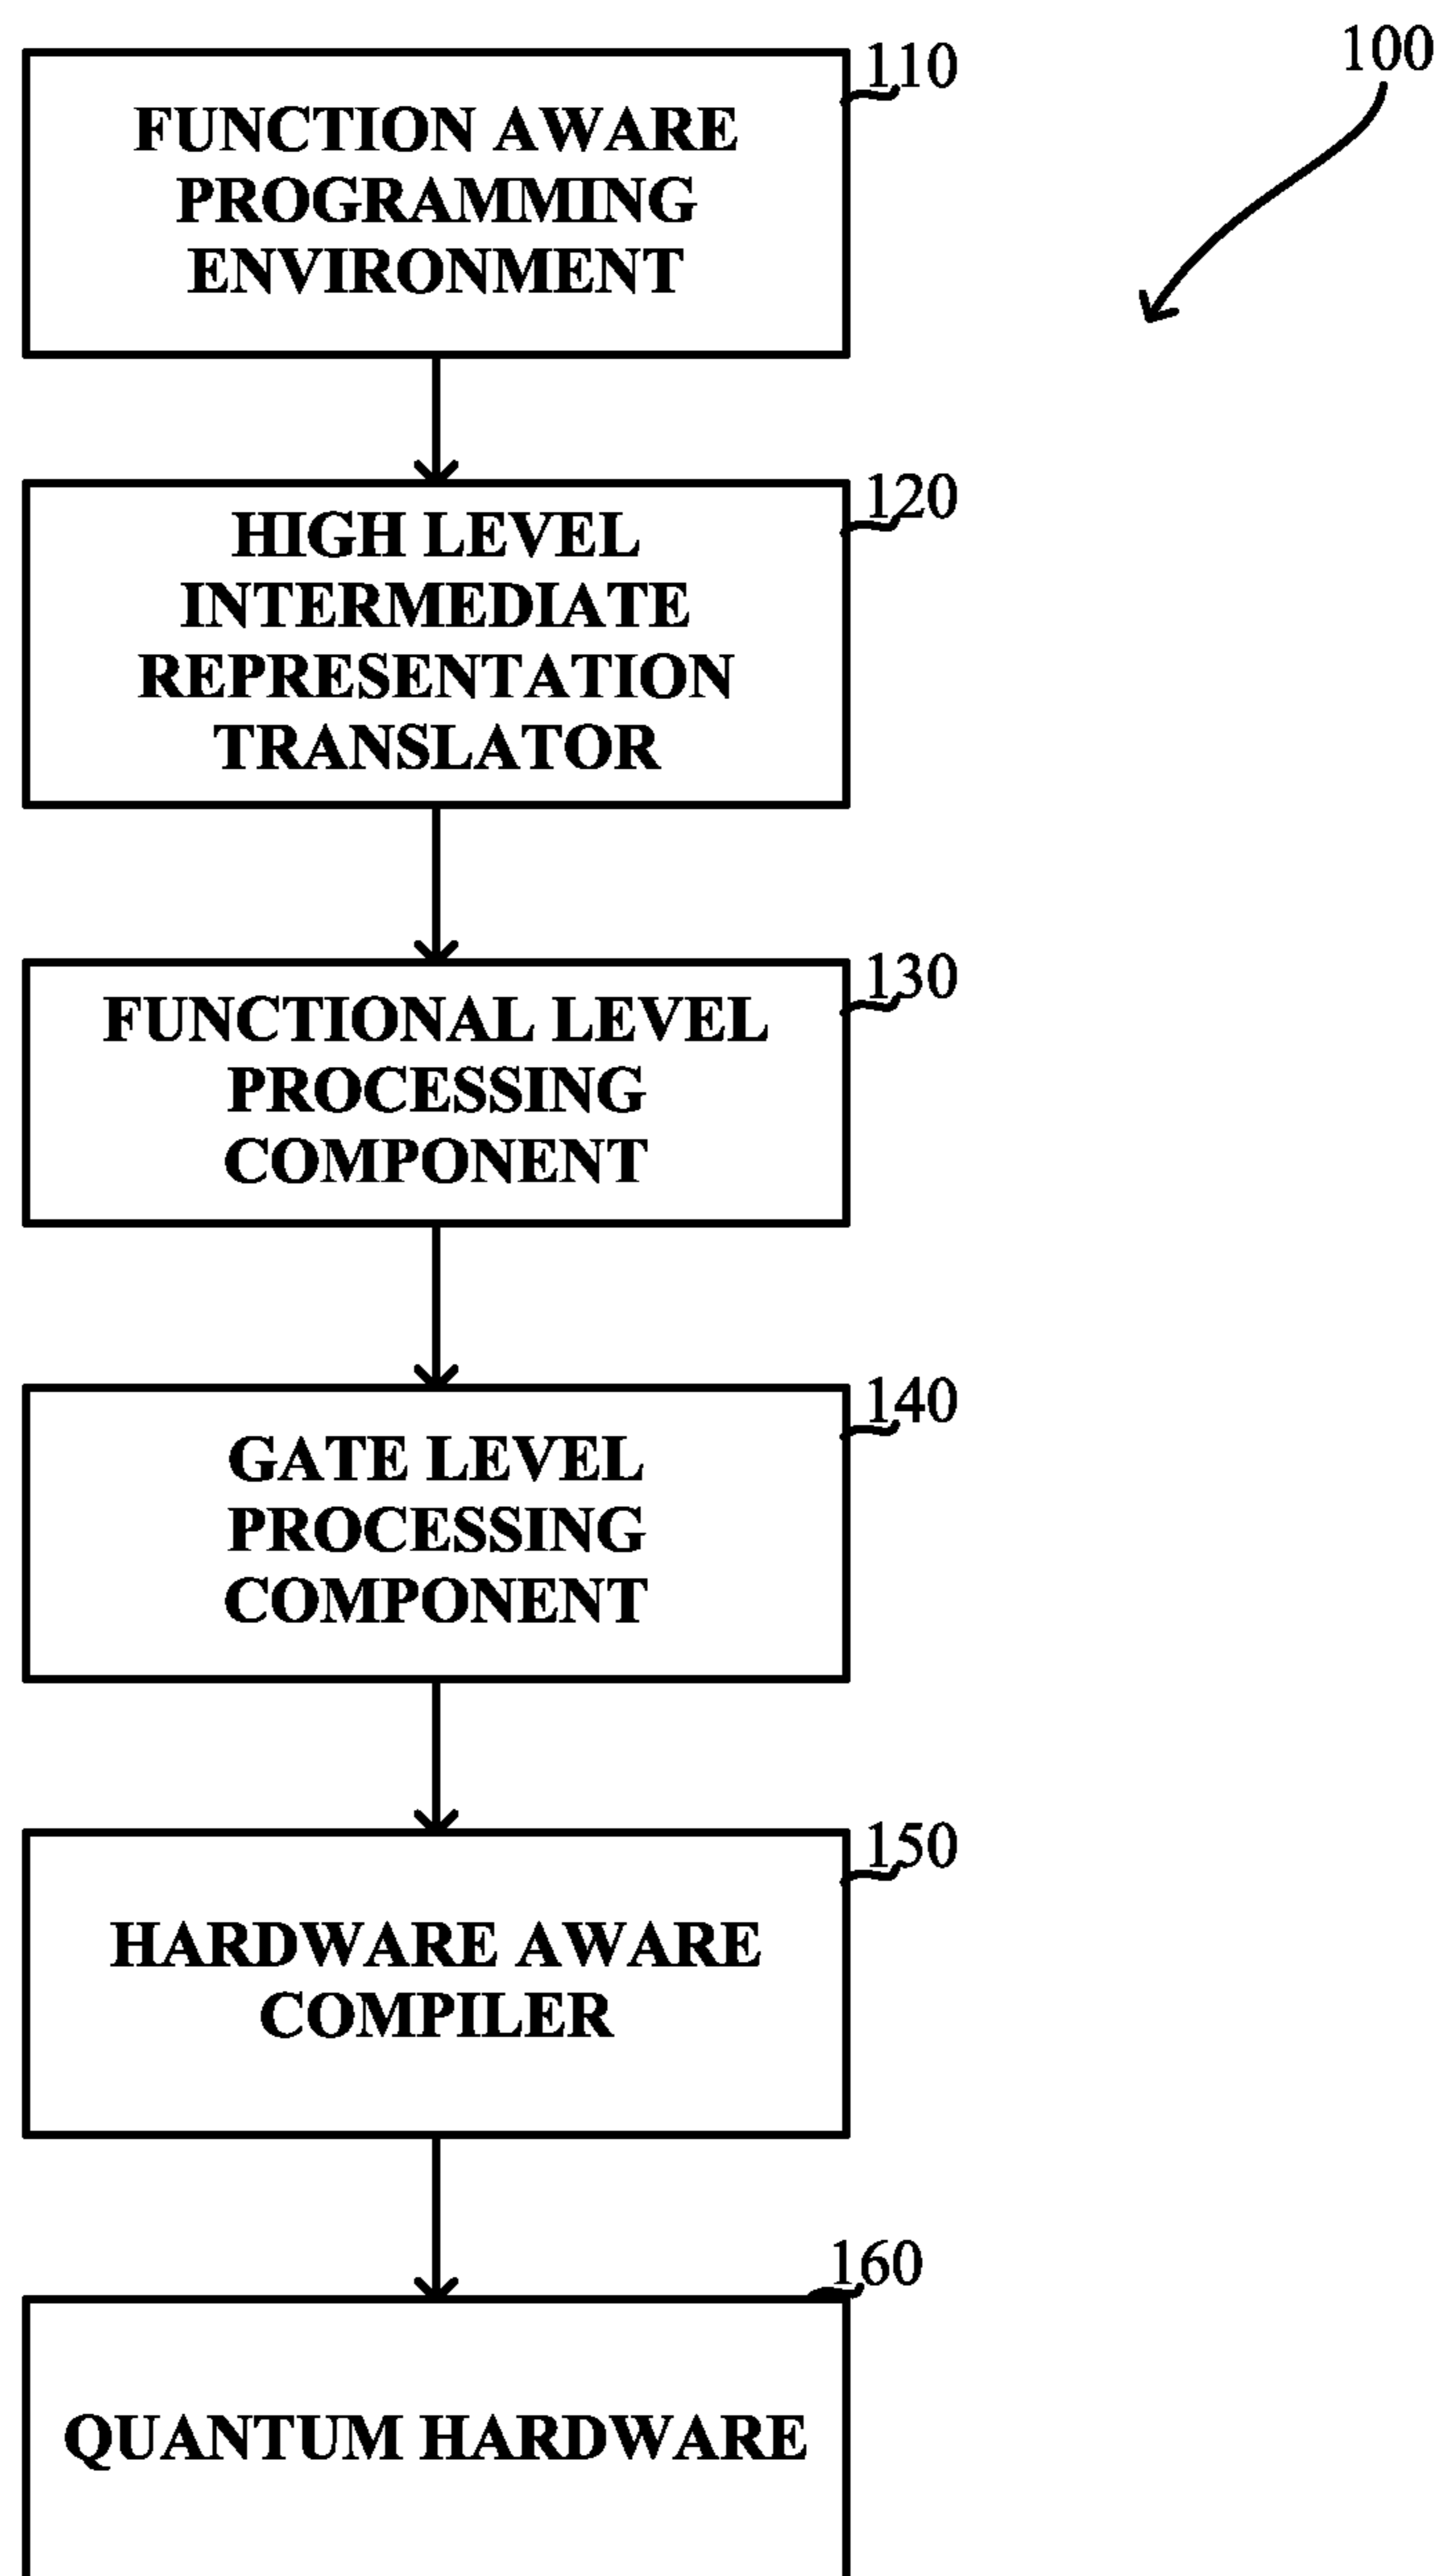 100
110
FUNCTION AWARE
PROGRAMMING
ENVIRONMENT
120
HIGH LEVEL
INTERMEDIATE
REPRESENTATION
TRANSLATOR
130
FUNCTIONAL LEVEL
PROCESSING
COMPONENT
140
GATE LEVEL
PROCESSING
COMPONENT
150
HARDWARE AWARE
COMPILER
160
QUANTUM HARDWARE